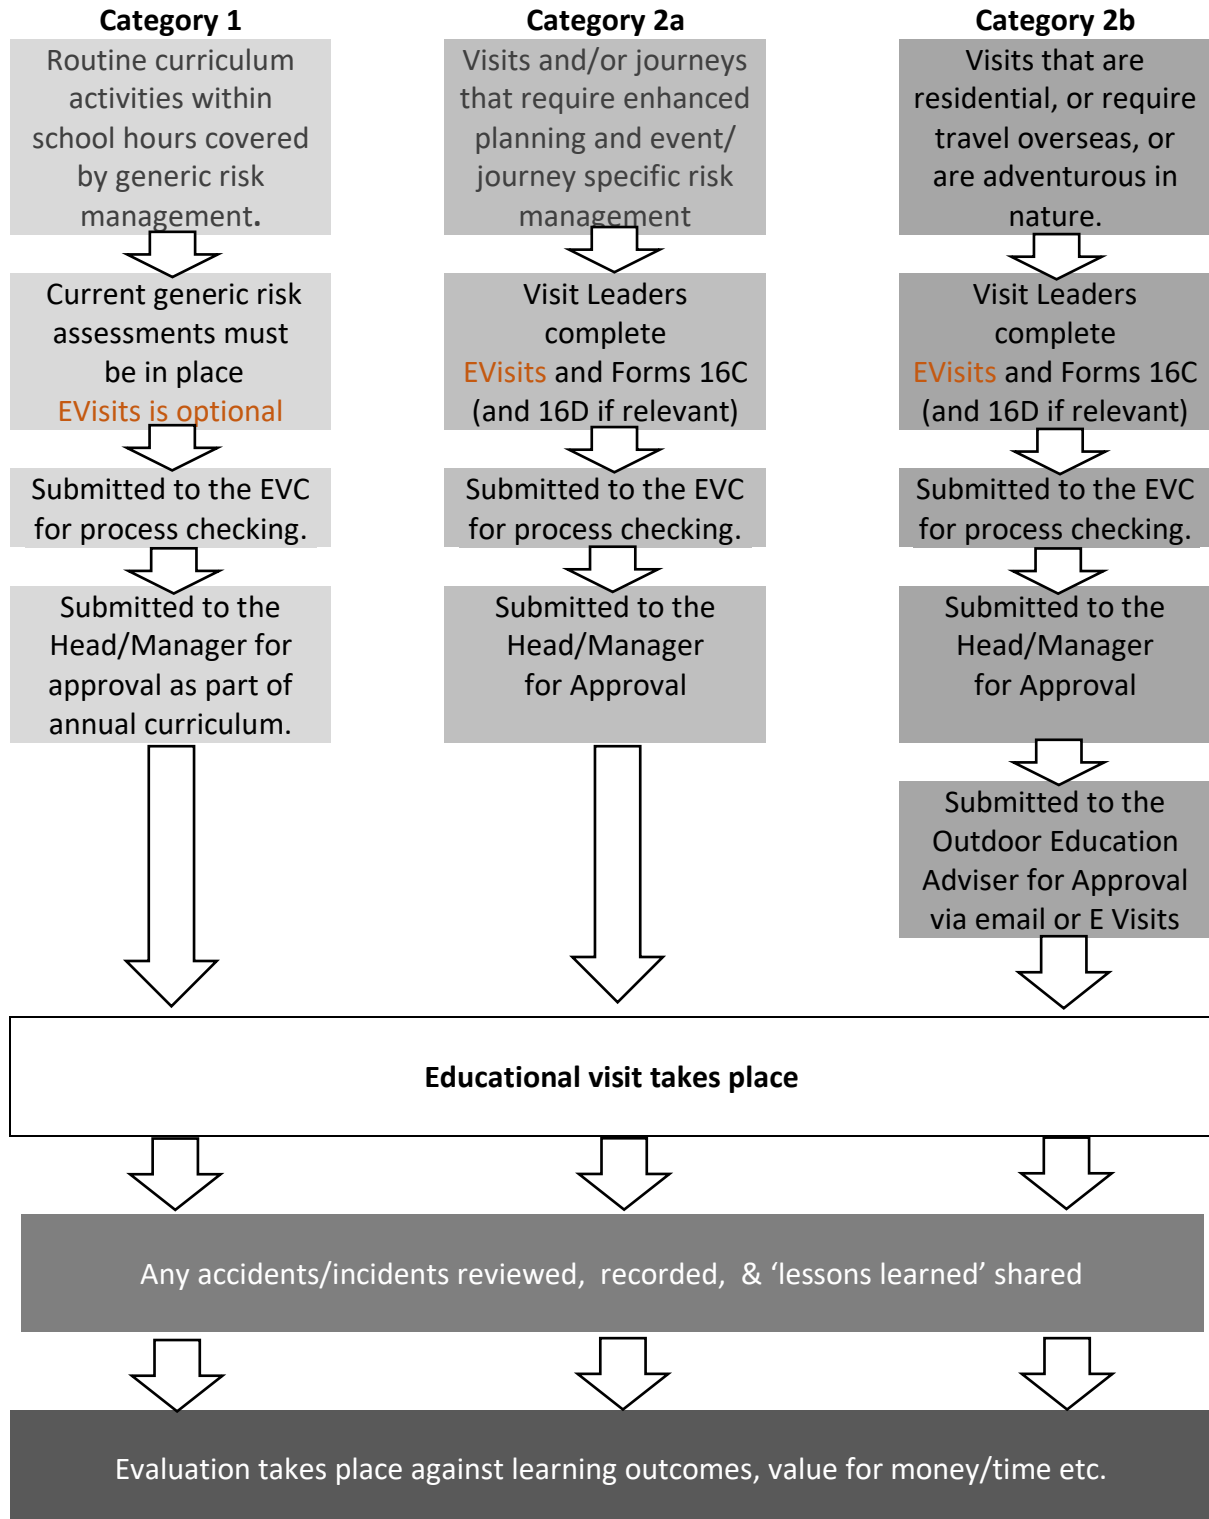 Category 1
Routine curriculum
activities within
school hours covered
by generic risk
management.
Current generic risk
assessments must
be in place
EVisits is optional
Submitted to the EVC
for process checking.
Submitted to the
Head/Manager for
approval as part of
annual curriculum.
Category 2a
Visits and/or journeys
that require enhanced
planning and event/
journey specific risk
management
Visit Leaders
complete
EVisits and Forms 16C
(and 16D if relevant)
Submitted to the EVC
for process checking.
Submitted to the
Head/Manager
for Approval
Category 2b
Visits that are
residential, or require
travel overseas, or
are adventurous in
nature.
Visit Leaders
complete
EVisits and Forms 16C
(and 16D if relevant)
Submitted to the EVC
for process checking.
Submitted to the
Head/Manager
for Approval
Submitted to the
Outdoor Education
Adviser for Approval
via email or E Visits
Educational visit takes place
Any accidents/incidents reviewed,  recorded,  & ‘lessons learned’ shared
Evaluation takes place against learning outcomes, value for money/time etc.